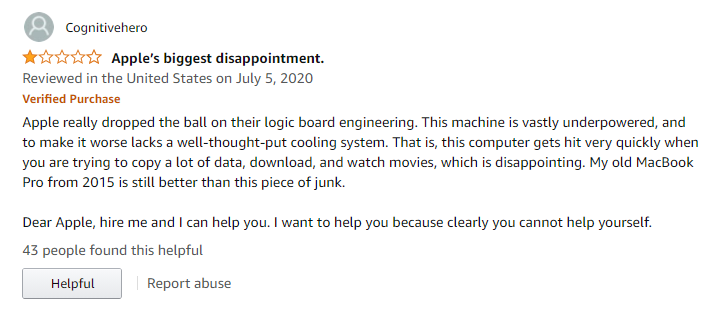 Cognitivehero
Apple's biggest disappointment.
Reviewed in the United States on July 5, 2020
Verified Purchase
Apple really dropped the ball on their logic board engineering. This machine is vastly underpowered, and
to make it worse lacks a well-thought-put cooling system. That is, this computer gets hit very quickly when
you are trying to copy a lot of data, download, and watch movies, which is disappointing. My old MacBook
Pro from 2015 is still better than this piece of junk.
Dear Apple, hire me and I can help you. I want to help you because clearly you cannot help yourself.
43 people found this helpful
Helpful
Report abuse